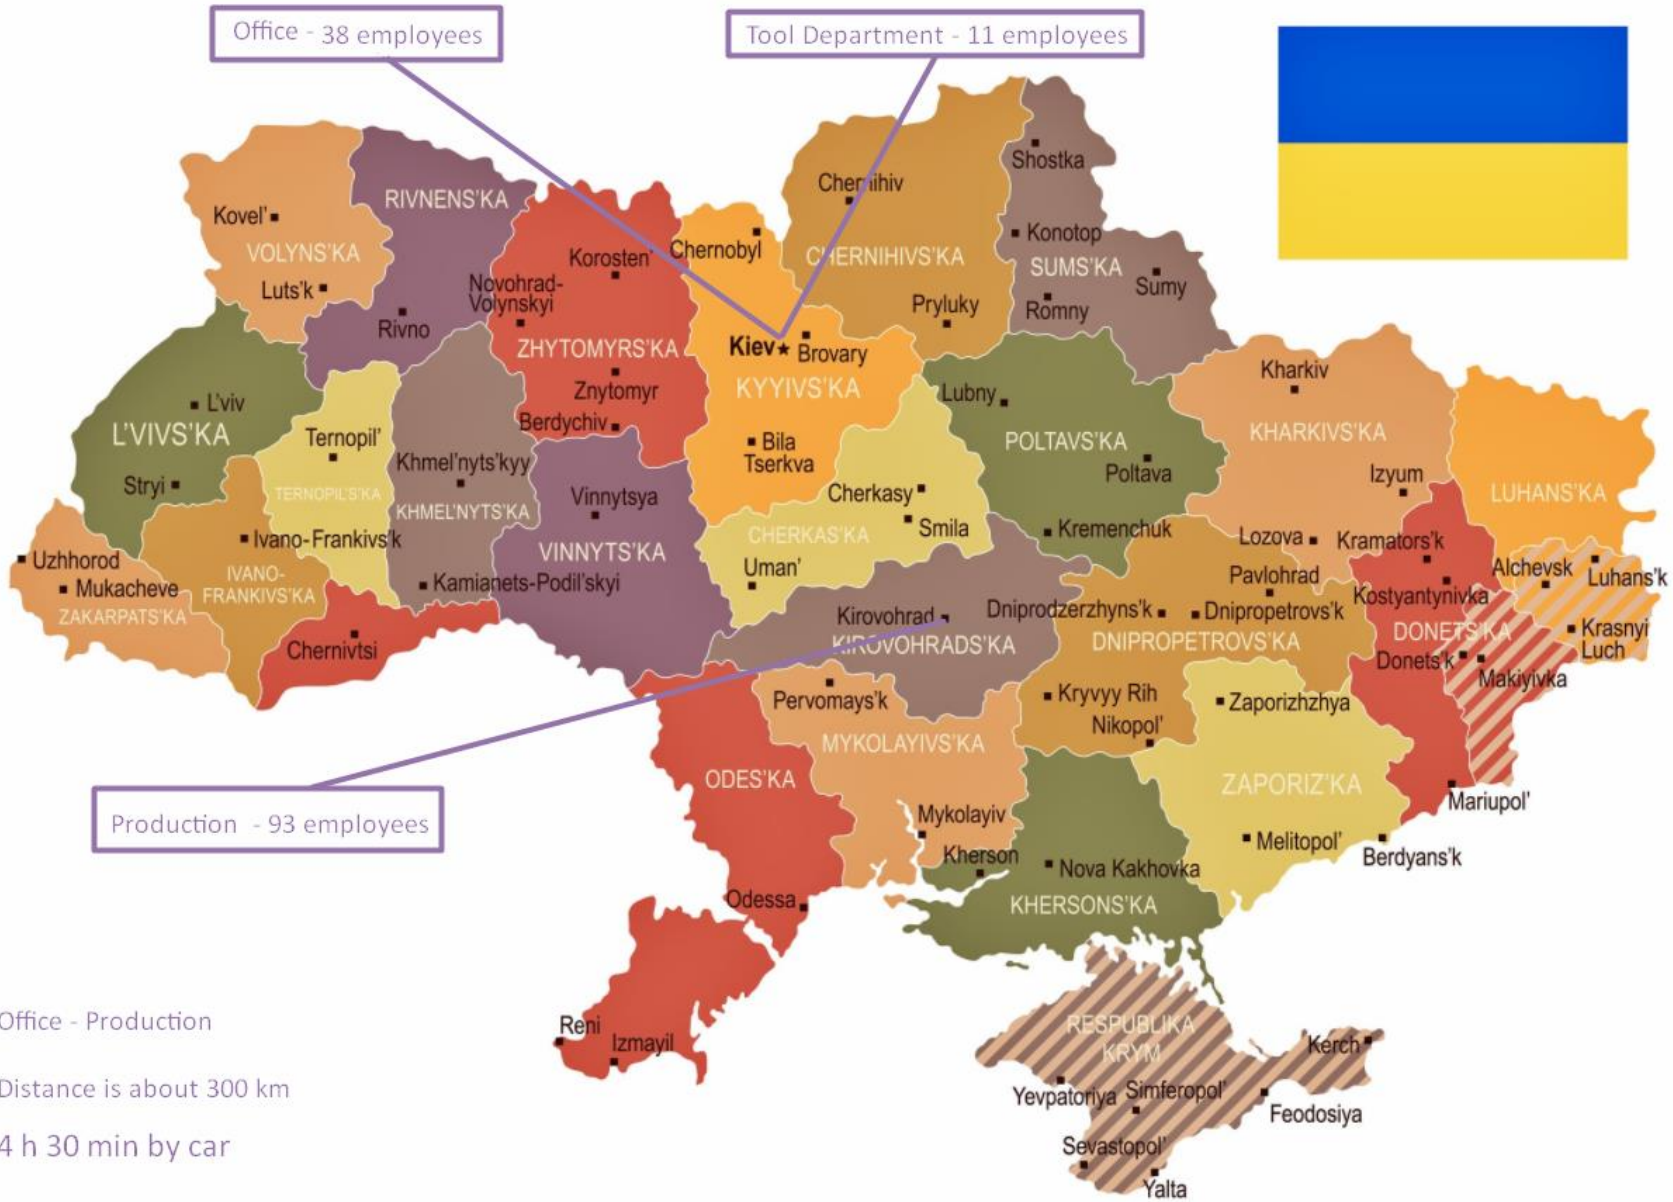 Office - 38 employees
Tool Department - 11 employees
Shostka
Chernihiv
RIVNENS'KA
Kovel'
Konotop
Chernobyl
VOLYNS'KA
Korosten'
CHERNIHIVS'KA
SUMS'KA
Sumy
Luts'k
Novohrad-
Volynskyi
Pryluky
Romny
Rivno
ZHYTOMYRS'KA
Kiev
Brovary
Kharkiv
Znytomyr
KYYIVS'KA
Lubny
L'viv
Berdychiv
L'VIVS'KA
Ternopil'
KHARKIVS'KA
Bila
Tserkva
POLTAVS'KA
Khmel'nyts'kyy
Poltava
Izyum
Stryi
TERNOPIL'S'KA
Vinnytsya
Cherkasy
LUHANS'KA
KHMEL'NYTS'KA
Smila
CHERKAS'KA
Kremenchuk
Ivano-Frankivs'k
VINNYTS'KA
Lozova
Kramators'k
Uzhhorod
Uman'
Pavlohrad
Alchevsk
Luhans'k
IVANO-
FRANKIVS'KA
Mukacheve
Kamianets-Podil'skyi
Kostyantynivka
ZAKARPATS'KA
Kirovohrad
Dniprodzerzhyns'k
Dnipropetrovs'k
Krasnyi
Luch
DONETS'KA
KIROVOHRADS'KA
DNIPROPETROVS'KA
Chernivtsi
Donets'k
Makiyivka
Pervomays'k
Kryvyy Rih
Zaporizhzhya
Nikopol'
MYKOLAYIVS'KA
ODES'KA
ZAPORIZ'KA
Mariupol'
Production - 93 employees
Mykolayiv
Melitopol'
Kherson
Berdyans'k
Nova Kakhovka
Odessa
KHERSONS'KA
Office - Production
Reni
RESPUBLIKA
KRYM
Izmayil
Kerch
Distance is about 300 km
Yevpatoriya
Simferopol'
Feodosiya
4 h 30 min by car
Sevastopol'
Yalta